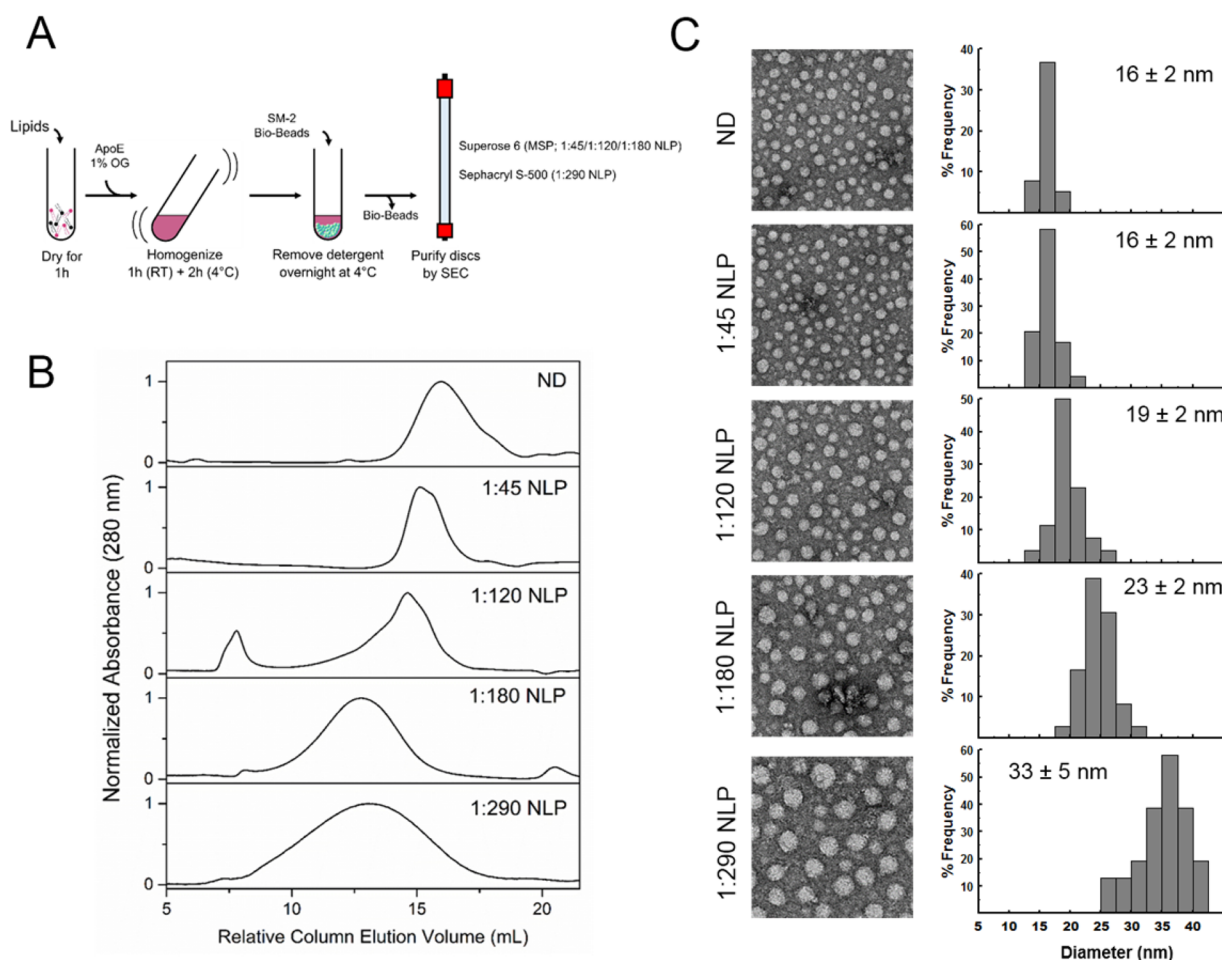 A
Lipids
ApoE
1% OG
SM-2
Bio-Beads
Bio-Beads
Superose 6 (MSP; 1:45/1:120/1:180 NLP)
Sephacryl S-500 (1:290 NLP)
Dry for
1h
Homogenize
1h (RT) + 2h (4°C)
Remove detergent
overnight at 4°C
Purify discs
by SEC
B
Normalized Absorbance (280 nm)
1
0
ND
1
0
1:45 NLP
1
0
1:120 NLP
1
0
1:180 NLP
1
0
1:290 NLP
5 10 15 20
Relative Column Elution Volume (mL)
C
ND
% Frequency
40
30
20
10
16 ± 2 nm
1:45 NLP
% Frequency
60
50
40
30
20
10
16 ± 2 nm
1:120 NLP
% Frequency
50
40
30
20
10
19 ± 2 nm
1:180 NLP
% Frequency
40
30
20
10
23 ± 2 nm
1:290 NLP
% Frequency
60
50
40
30
20
10
33 ± 5 nm
5 10 15 20 25 30 35 40
Diameter (nm)